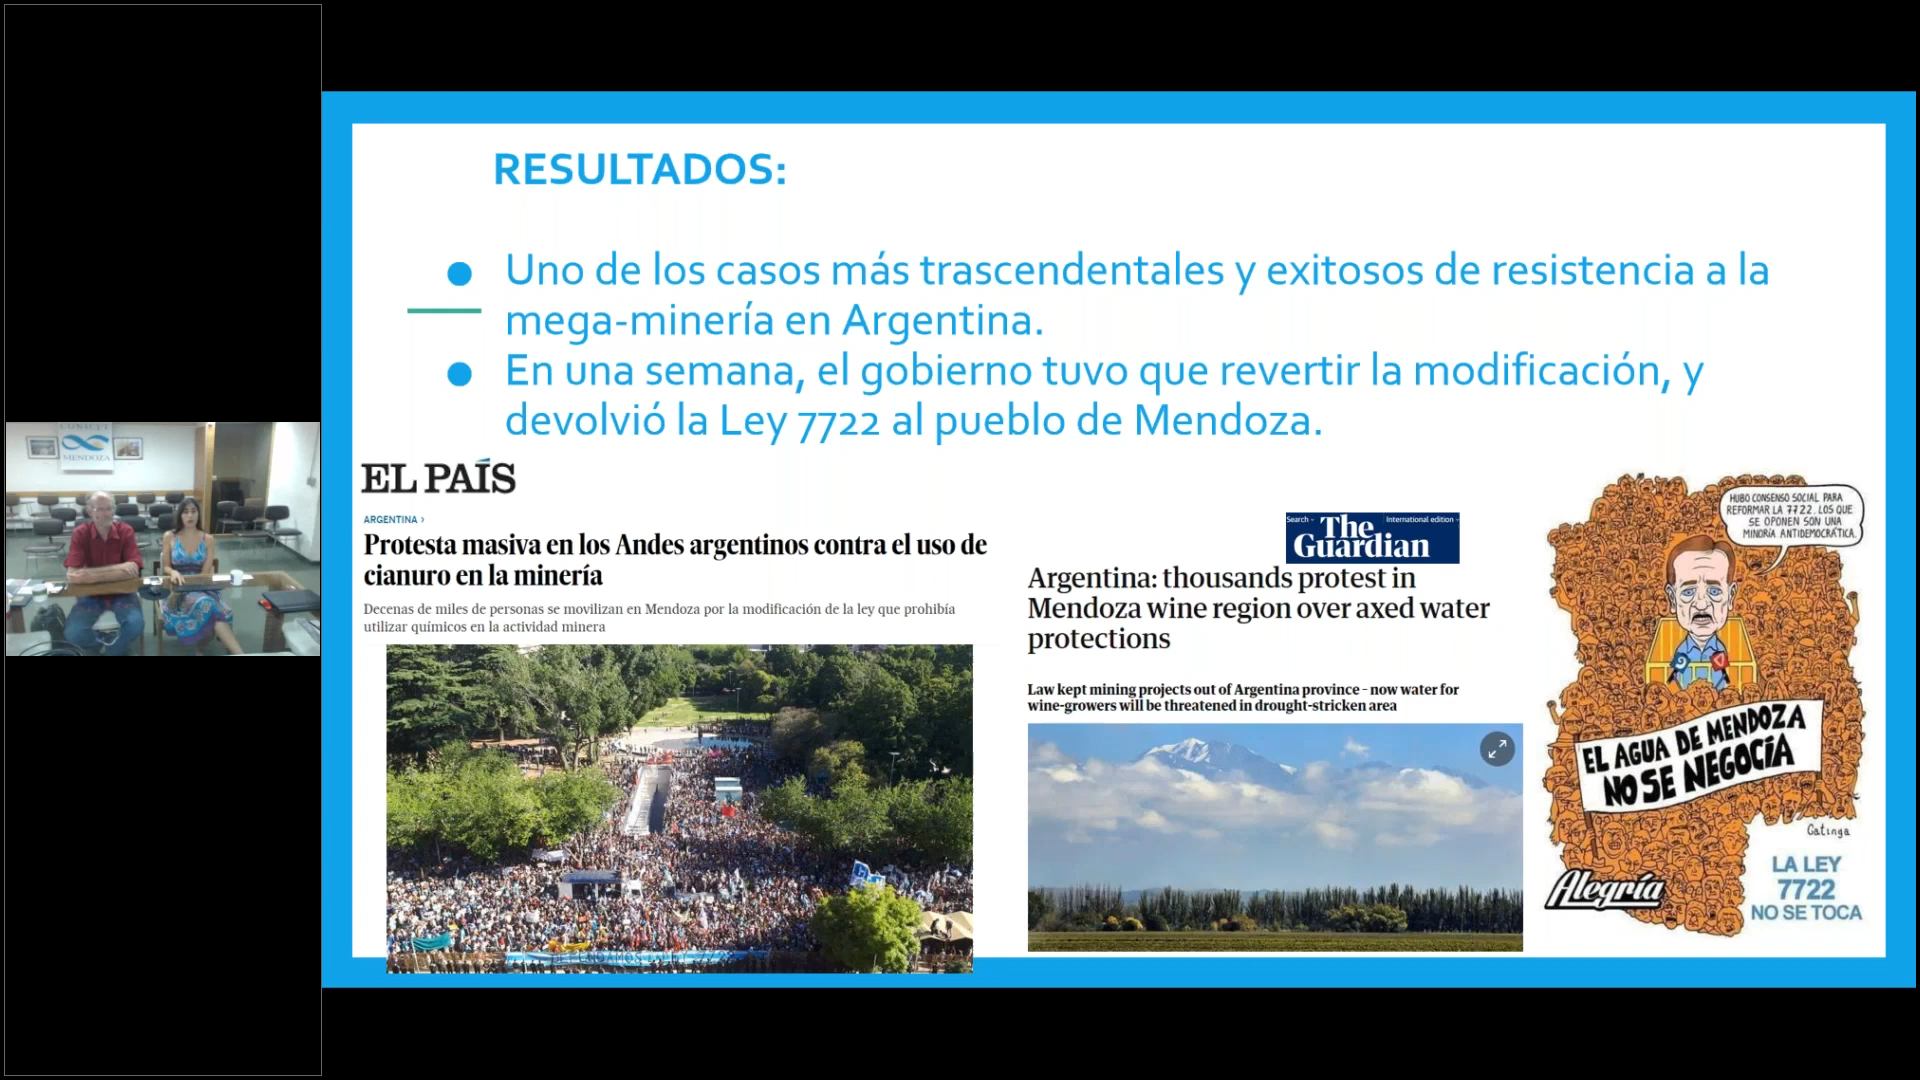 CONICET
MENDOZA
RESULTADOS:
● Uno de los casos más trascendentales y exitosos de resistencia a la
mega-minería en Argentina.
● En una semana, el gobierno tuvo que revertir la modificación, y
devolvió la Ley 7722 al pueblo de Mendoza.
EL PAÍS
ARGENTINA ›
Protesta masiva en los Andes argentinos contra el uso de
cianuro en la minería
Decenas de miles de personas se movilizan en Mendoza por la modificación de la ley que prohibía
utilizar químicos en la actividad minera
Search
International edition
The
Guardian
Argentina: thousands protest in
Mendoza wine region over axed water
protections
Law kept mining projects out of Argentina province – now water for
wine-growers will be threatened in drought-stricken area
HUBO CONSENSO SOCIAL PARA
REFORMAR LA 7722. LOS QUE
SE OPONEN SON UNA
MINORÍA ANTIDEMOCRÁTICA.
EL AGUA DE MENDOZA
NO SE NEGOCÍA
Catinga
Alegría
LA LEY
7722
NO SE TOCA